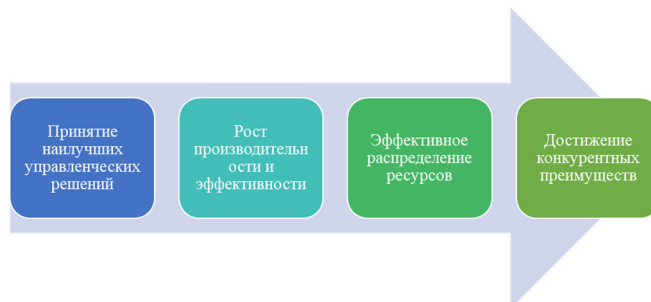 Принятие
наилучших
управленческих
решений
Рост
производительн
ости и
эффективности
Эффективное
распределение
ресурсов
Достижение
конкурентных
преимуществ